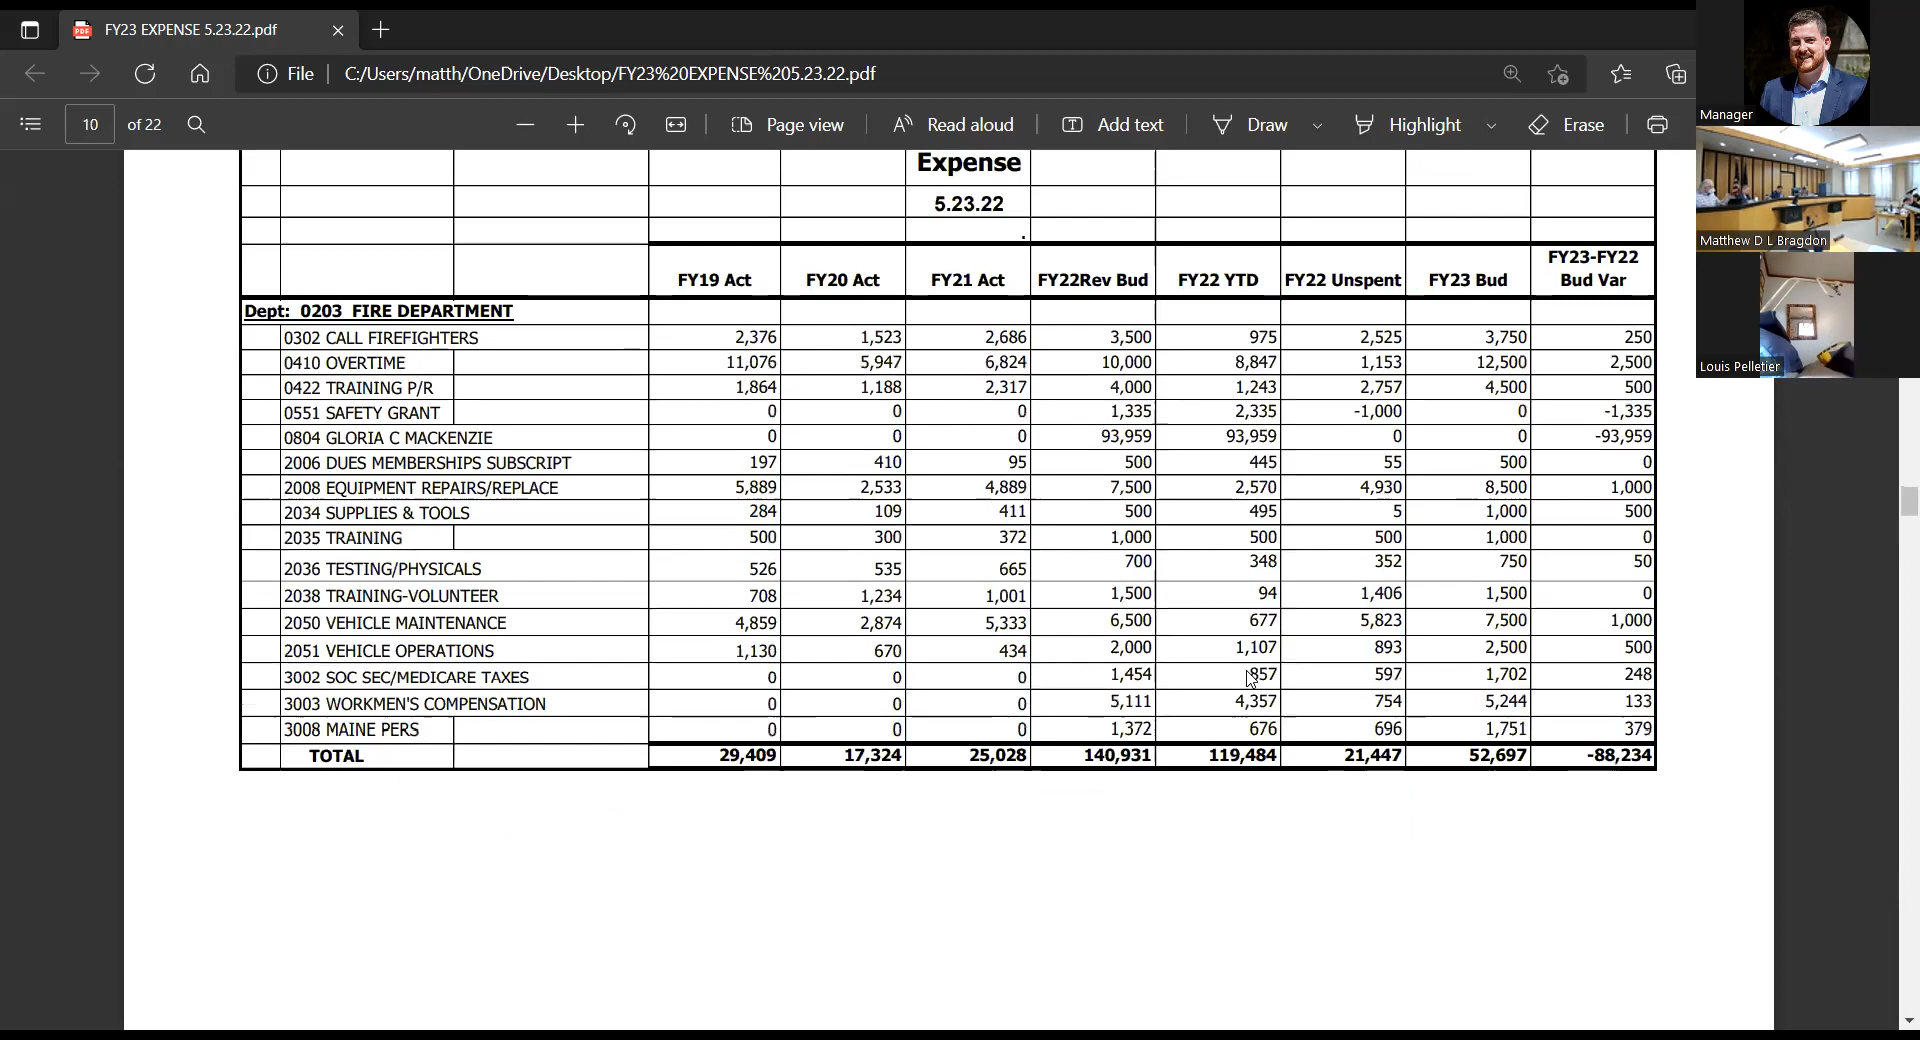 FY23 EXPENSE 5.23.22.pdf
File C:/Users/matth/OneDrive/Desktop/FY23%20EXPENSE%205.23.22.pdf
10 of 22 Page view Read aloud Add text Draw Highlight Erase
Manager
Matthew D L Bragdon
Louis Pelletier
Expense
5.23.22
.
FY19 Act FY20 Act FY21 Act FY22Rev Bud FY22 YTD FY22 Unspent FY23 Bud FY23-FY22 Bud Var
Dept: 0203 FIRE DEPARTMENT
0302 CALL FIREFIGHTERS 2,376 1,523 2,686 3,500 975 2,525 3,750 250
0410 OVERTIME 11,076 5,947 6,824 10,000 8,847 1,153 12,500 2,500
0422 TRAINING P/R 1,864 1,188 2,317 4,000 1,243 2,757 4,500 500
0551 SAFETY GRANT 0 0 0 1,335 2,335 -1,000 0 -1,335
0804 GLORIA C MACKENZIE 0 0 0 93,959 93,959 0 0 -93,959
2006 DUES MEMBERSHIPS SUBSCRIPT 197 410 95 500 445 55 500 0
2008 EQUIPMENT REPAIRS/REPLACE 5,889 2,533 4,889 7,500 2,570 4,930 8,500 1,000
2034 SUPPLIES & TOOLS 284 109 411 500 495 5 1,000 500
2035 TRAINING 500 300 372 1,000 500 500 1,000 0
2036 TESTING/PHYSICALS 526 535 665 700 348 352 750 50
2038 TRAINING-VOLUNTEER 708 1,234 1,001 1,500 94 1,406 1,500 0
2050 VEHICLE MAINTENANCE 4,859 2,874 5,333 6,500 677 5,823 7,500 1,000
2051 VEHICLE OPERATIONS 1,130 670 434 2,000 1,107 893 2,500 500
3002 SOC SEC/MEDICARE TAXES 0 0 0 1,454 857 597 1,702 248
3003 WORKMEN'S COMPENSATION 0 0 0 5,111 4,357 754 5,244 133
3008 MAINE PERS 0 0 0 1,372 676 696 1,751 379
TOTAL 29,409 17,324 25,028 140,931 119,484 21,447 52,697 -88,234